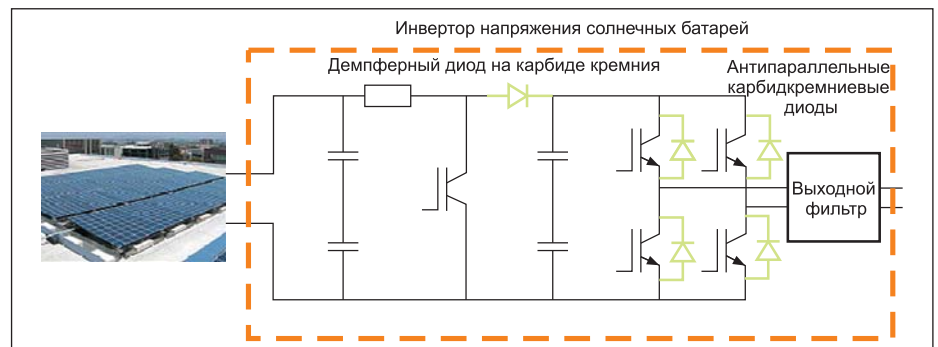 Инвертор напряжения солнечных батарей
Демпферный диод на карбиде кремния
Антипараллельные
карбидкремниевые
диоды
Выходной
фильтр